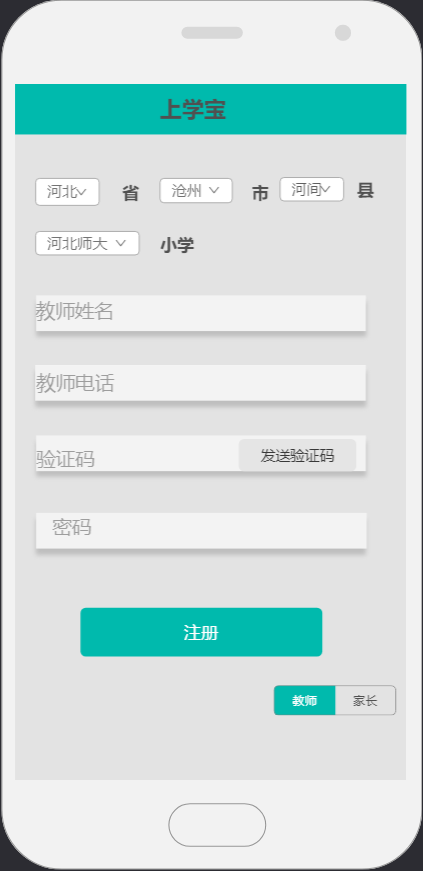 上学宝
河北 省 沧州 市 河间 县
河北师大 小学
教师姓名
教师电话
验证码 发送验证码
密码
注册
教师 家长